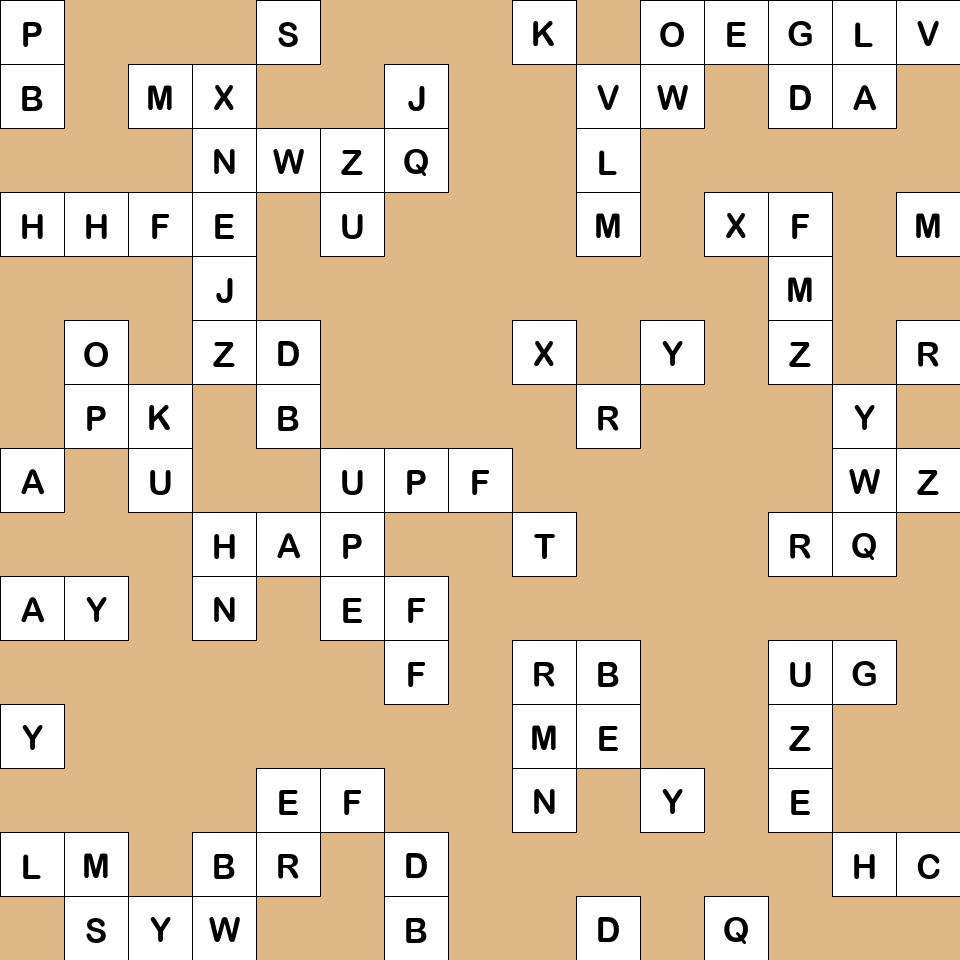 P S K O E G L V
B M X J V W D A
N W Z Q L
H H F E U M X F M
J M
O Z D X Y Z R
P K B R Y
A U U P F W Z
H A P T R Q
A Y N E F
F R B U G
Y M E Z
E F N Y E
L M B R D H C
S Y W B D Q